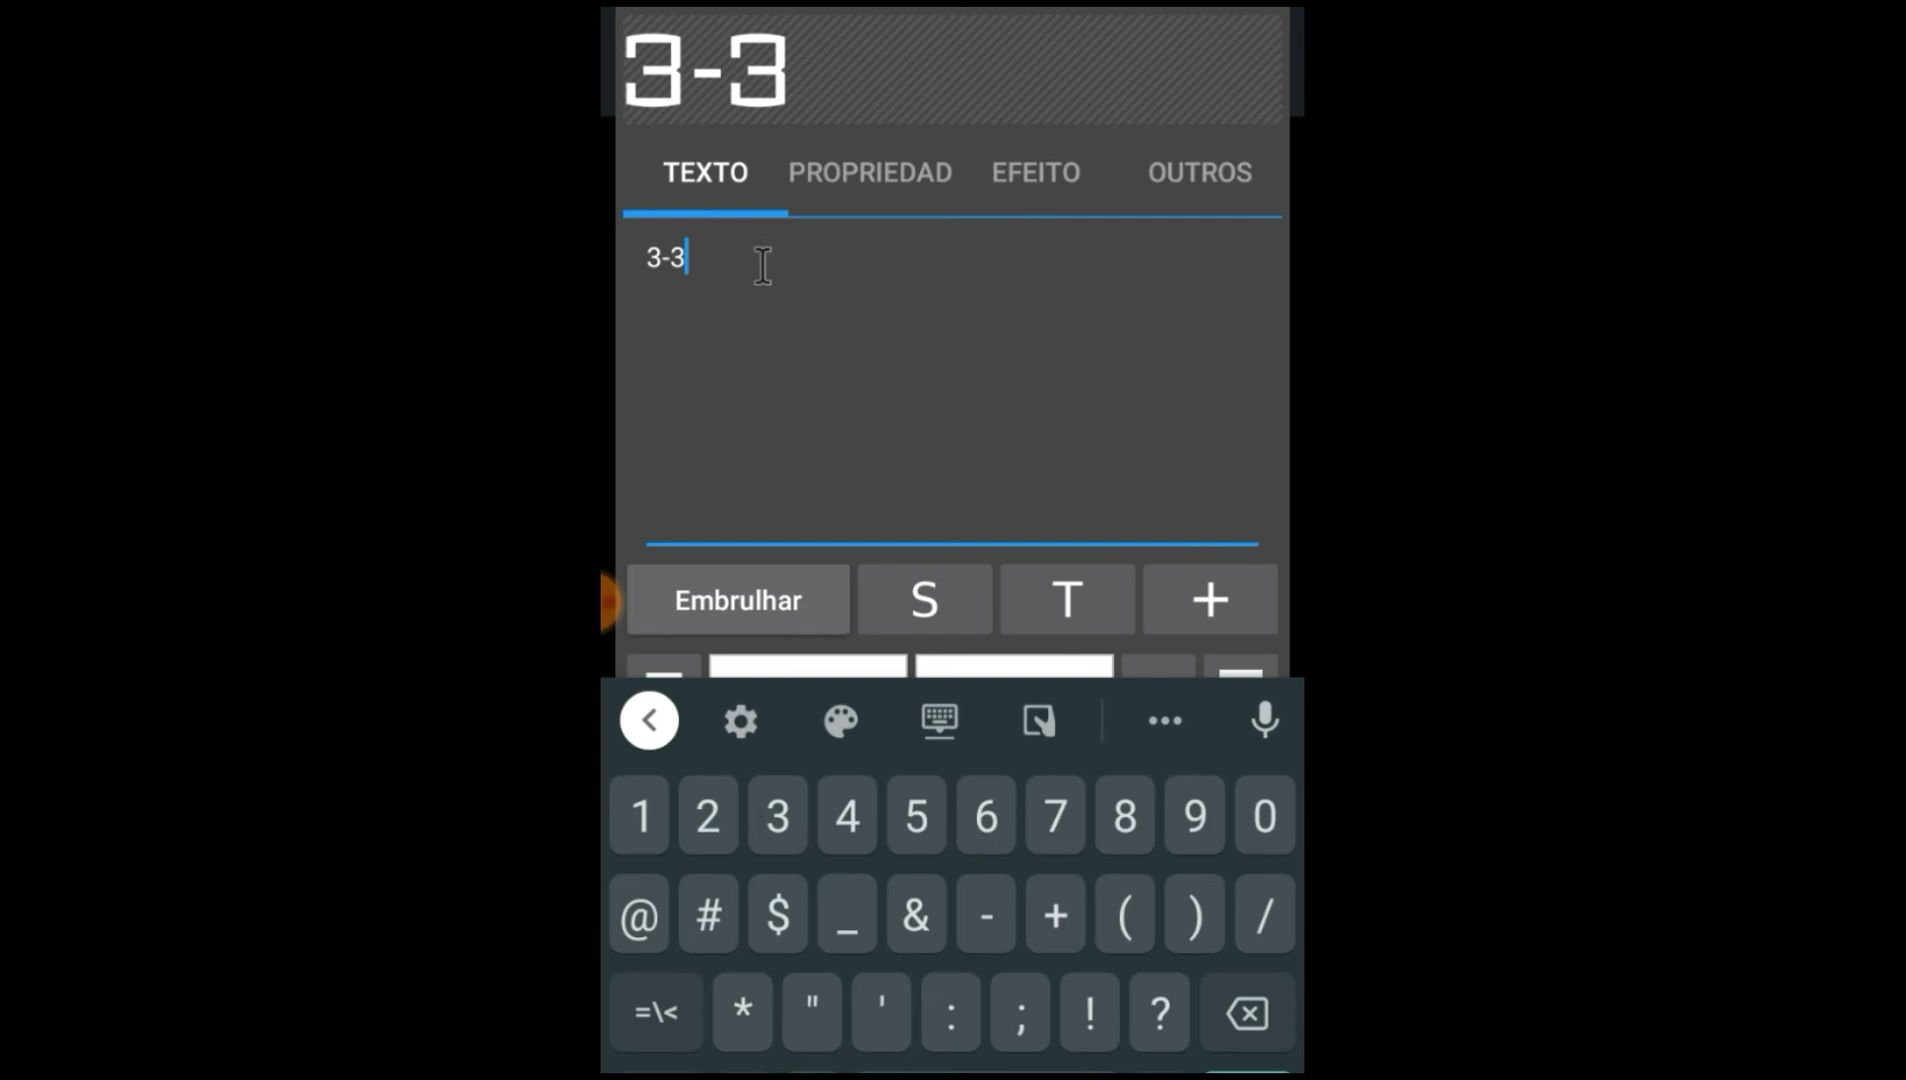 3-3
TEXTO PROPRIEDAD EFEITO OUTROS
3-3
Embrulhar S T +
1 2 3 4 5 6 7 8 9 0
@ # $ _ & - + ( ) /
=\< * " ' : ; ! ?